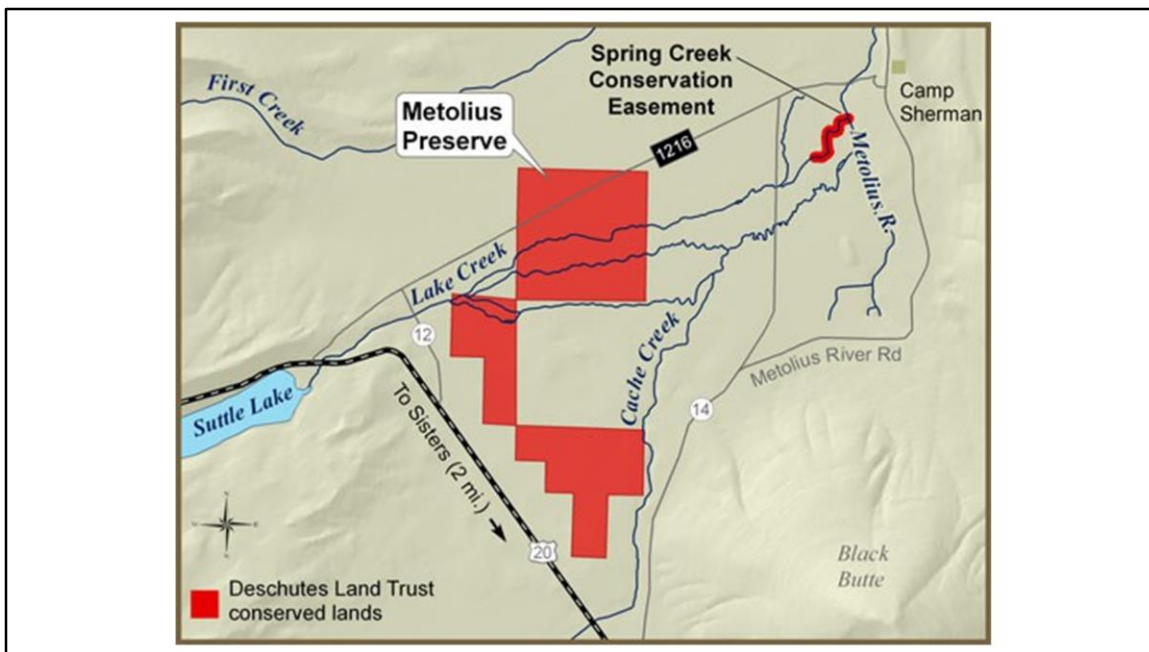 First Creek
Spring Creek
Conservation
Easement
Camp
Sherman
Metolius
Preserve
1216
Metolius R.
Lake Creek
12
Cache Creek
Metolius River Rd
Suttle Lake
To Sisters (2 mi.)
14
20
Black
Butte
Deschutes Land Trust
conserved lands